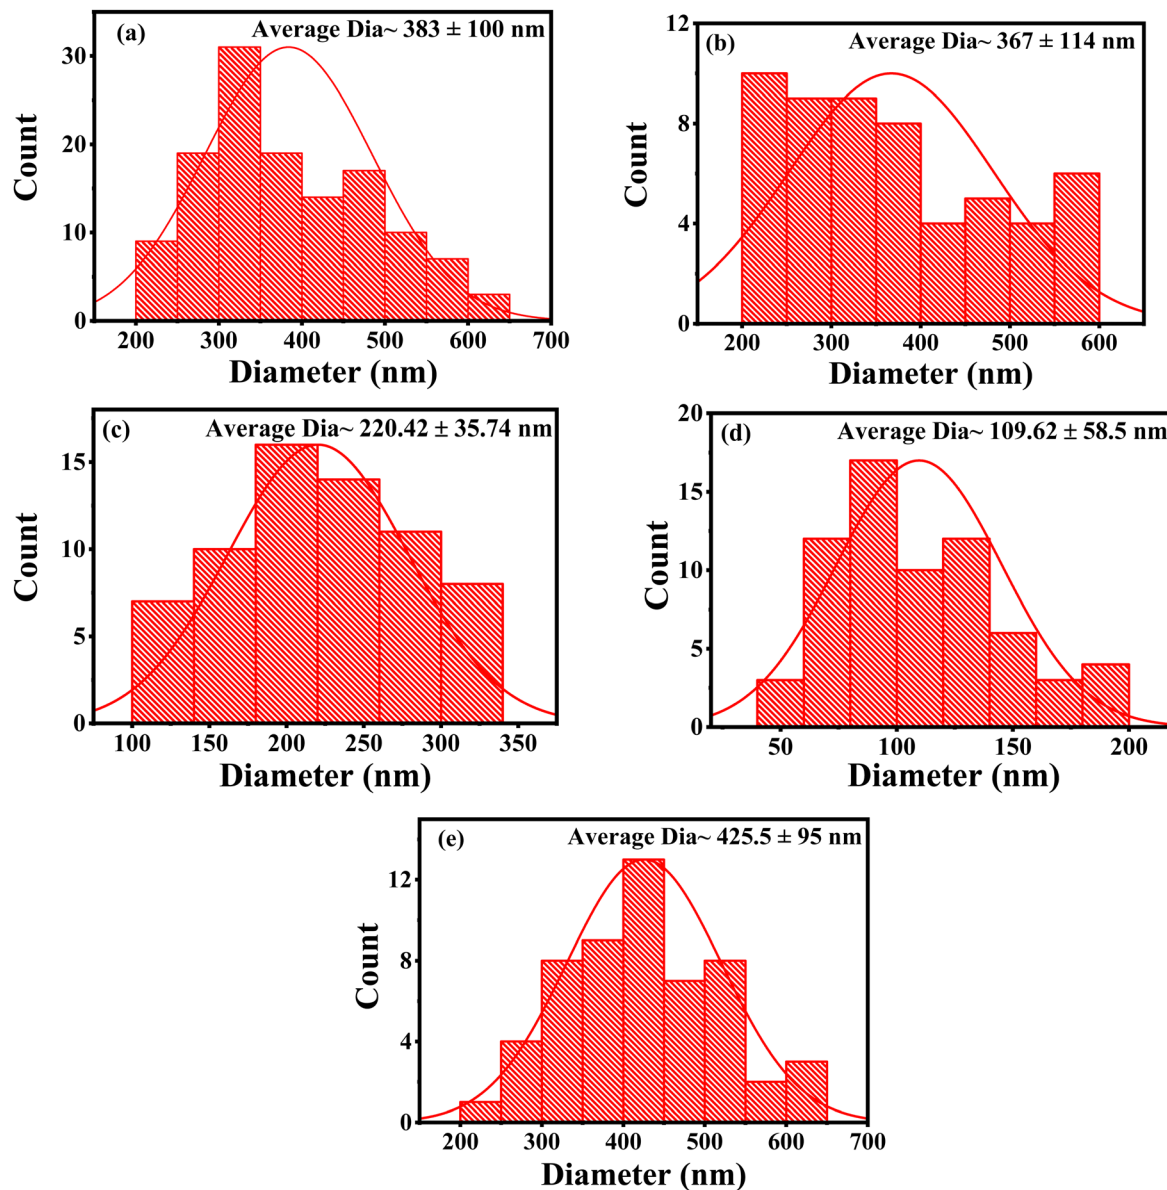 (a)
Average Dia~ 383 ± 100 nm
Count
30
20
10
0
200 300 400 500 600 700
Diameter (nm)
(b)
Average Dia~ 367 ± 114 nm
Count
12
8
4
0
200 300 400 500 600
Diameter (nm)
(c)
Average Dia~ 220.42 ± 35.74 nm
Count
15
10
5
0
100 150 200 250 300 350
Diameter (nm)
(d)
Average Dia~ 109.62 ± 58.5 nm
Count
20
15
10
5
0
50 100 150 200
Diameter (nm)
(e)
Average Dia~ 425.5 ± 95 nm
Count
12
8
4
0
200 300 400 500 600 700
Diameter (nm)